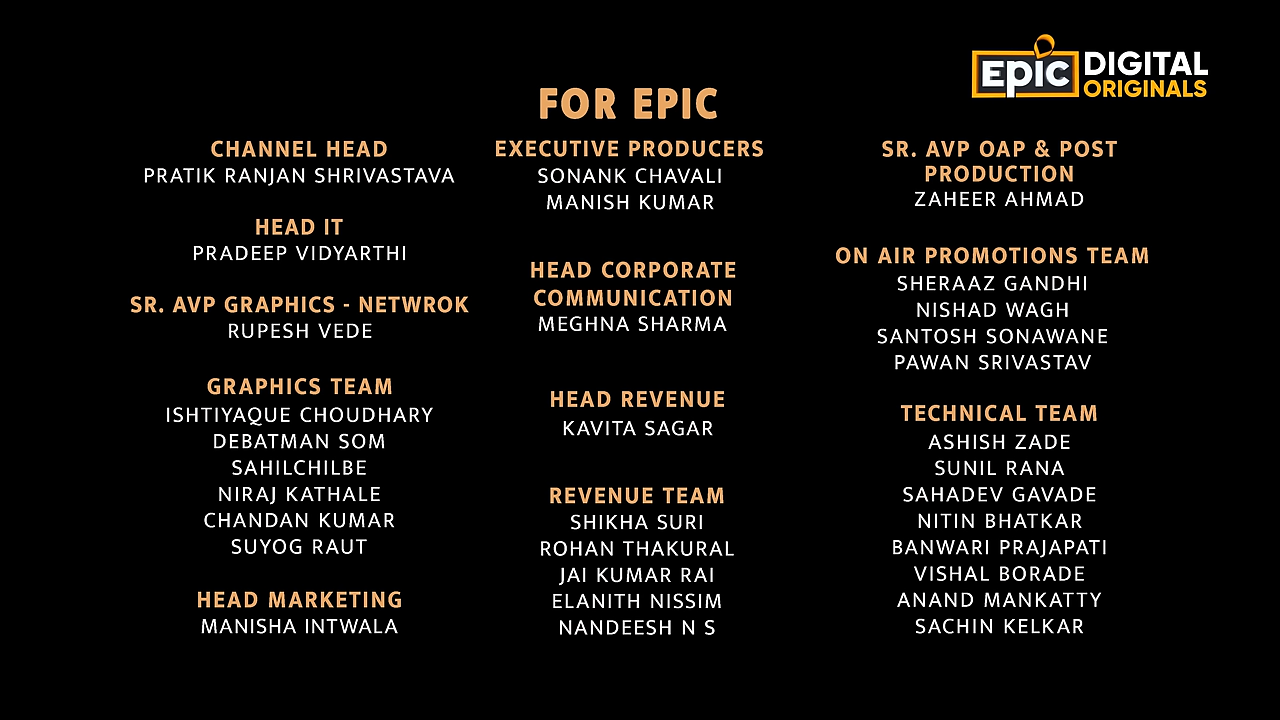 EPIC DIGITAL
ORIGINALS
FOR EPIC
CHANNEL HEAD
PRATIK RANJAN SHRIVASTAVA
HEAD IT
PRADEEP VIDYARTHI
SR. AVP GRAPHICS - NETWROK
RUPESH VEDE
GRAPHICS TEAM
ISHTIYAQUE CHOUDHARY
DEBATMAN SOM
SAHILCHILBE
NIRAJ KATHALE
CHANDAN KUMAR
SUYOG RAUT
HEAD MARKETING
MANISHA INTWALA
EXECUTIVE PRODUCERS
SONANK CHAVALI
MANISH KUMAR
HEAD CORPORATE
COMMUNICATION
MEGHNA SHARMA
HEAD REVENUE
KAVITA SAGAR
REVENUE TEAM
SHIKHA SURI
ROHAN THAKURAL
JAI KUMAR RAI
ELANITH NISSIM
NANDEESH N S
SR. AVP OAP & POST
PRODUCTION
ZAHEER AHMAD
ON AIR PROMOTIONS TEAM
SHERAAZ GANDHI
NISHAD WAGH
SANTOSH SONAWANE
PAWAN SRIVASTAV
TECHNICAL TEAM
ASHISH ZADE
SUNIL RANA
SAHADEV GAVADE
NITIN BHATKAR
BANWARI PRAJAPATI
VISHAL BORADE
ANAND MANKATTY
SACHIN KELKAR